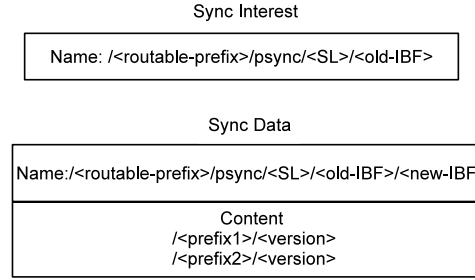 Sync Interest
Name: /<routable-prefix>/psync/<SL>/<old-IBF>
Sync Data
Name:/<routable-prefix>/psync/<SL>/<old-IBF>/<new-IBF
Content
/<prefix1>/<version>
/<prefix2>/<version>